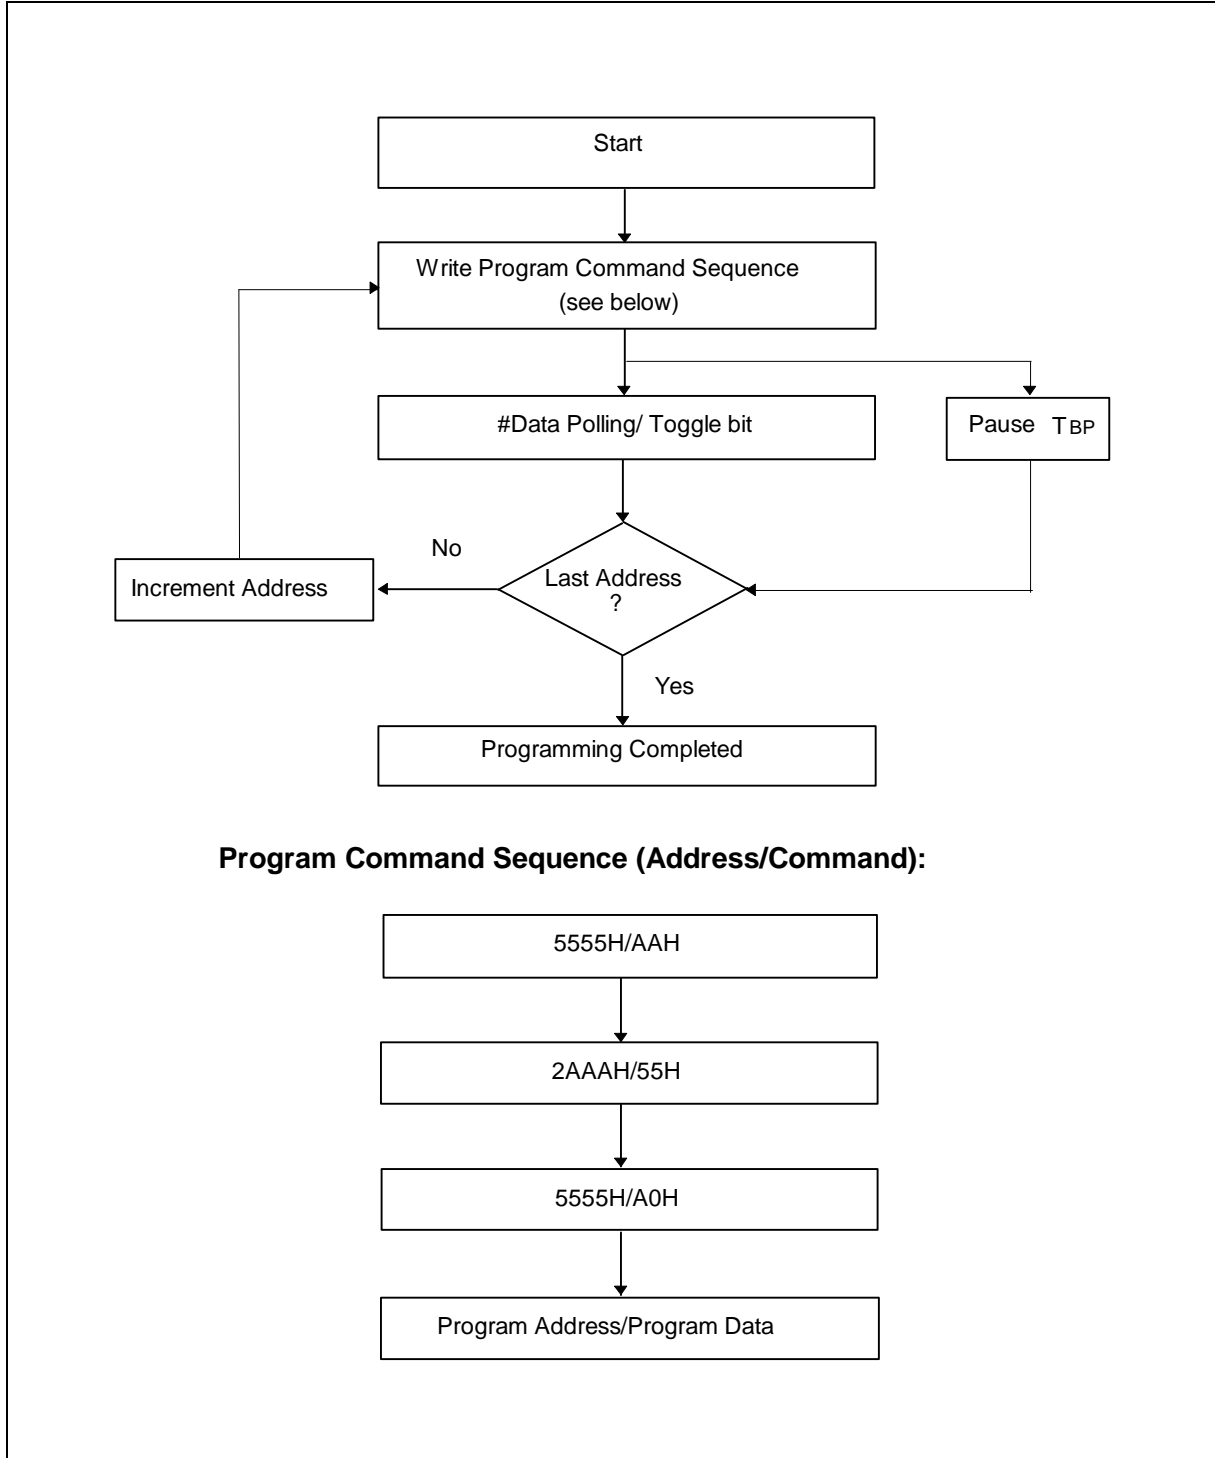 Start
Write Program Command Sequence
(see below)
#Data Polling/ Toggle bit
Pause TBP
No
Increment Address
Last Address
?
Yes
Programming Completed
Program Command Sequence (Address/Command):
5555H/AAH
2AAAH/55H
5555H/A0H
Program Address/Program Data